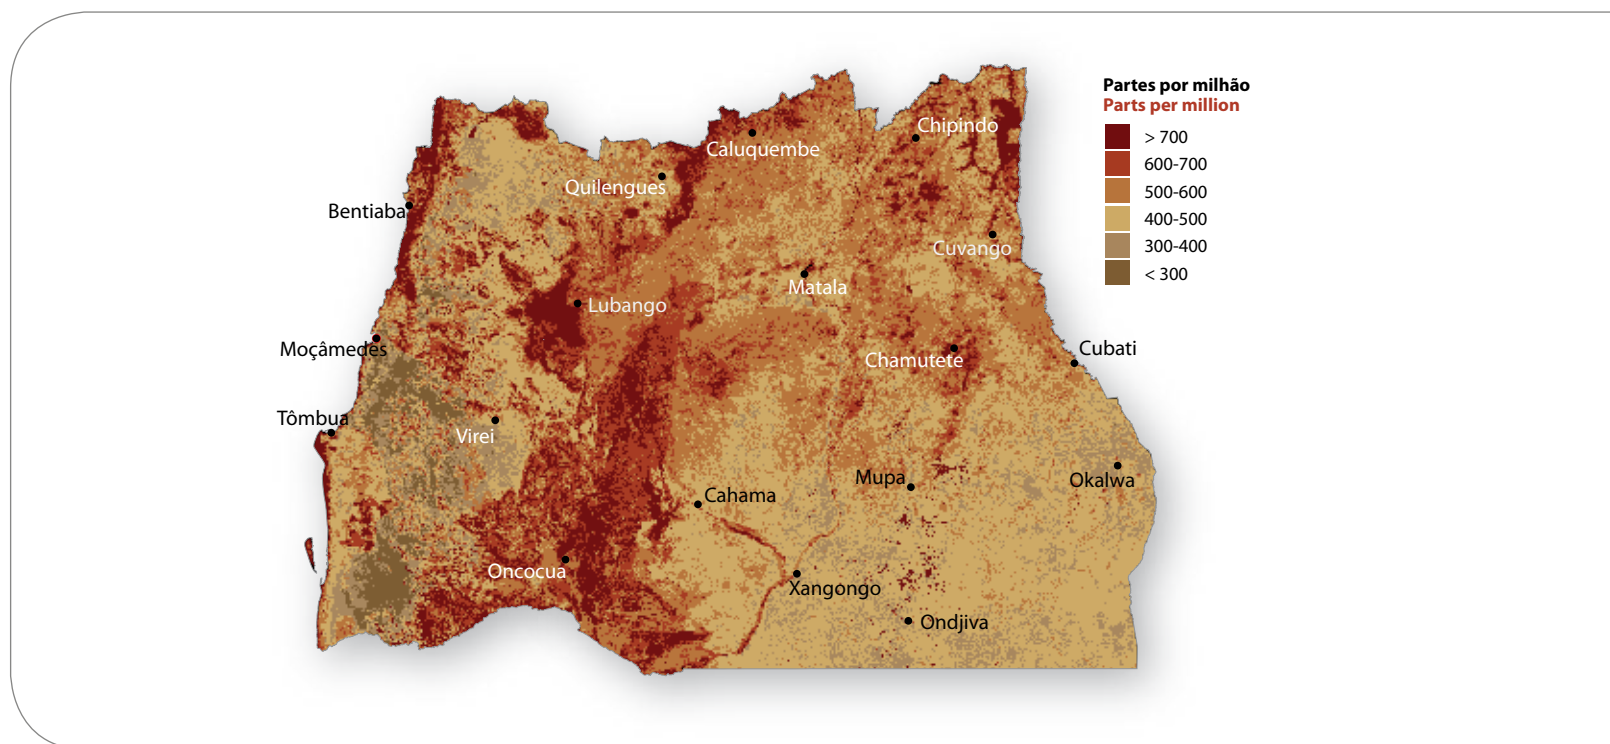 Partes por milhão
Parts per million
> 700
600-700
500-600
400-500
300-400
< 300
Chipindo
Caluquembe
Quilengues
Bentiaba
Cuvango
Matala
Lubango
Moçâmedes
Chamutete
Cubati
Tômbua
Virei
Mupa
Okalwa
Cahama
Oncocua
Xangongo
Ondjiva